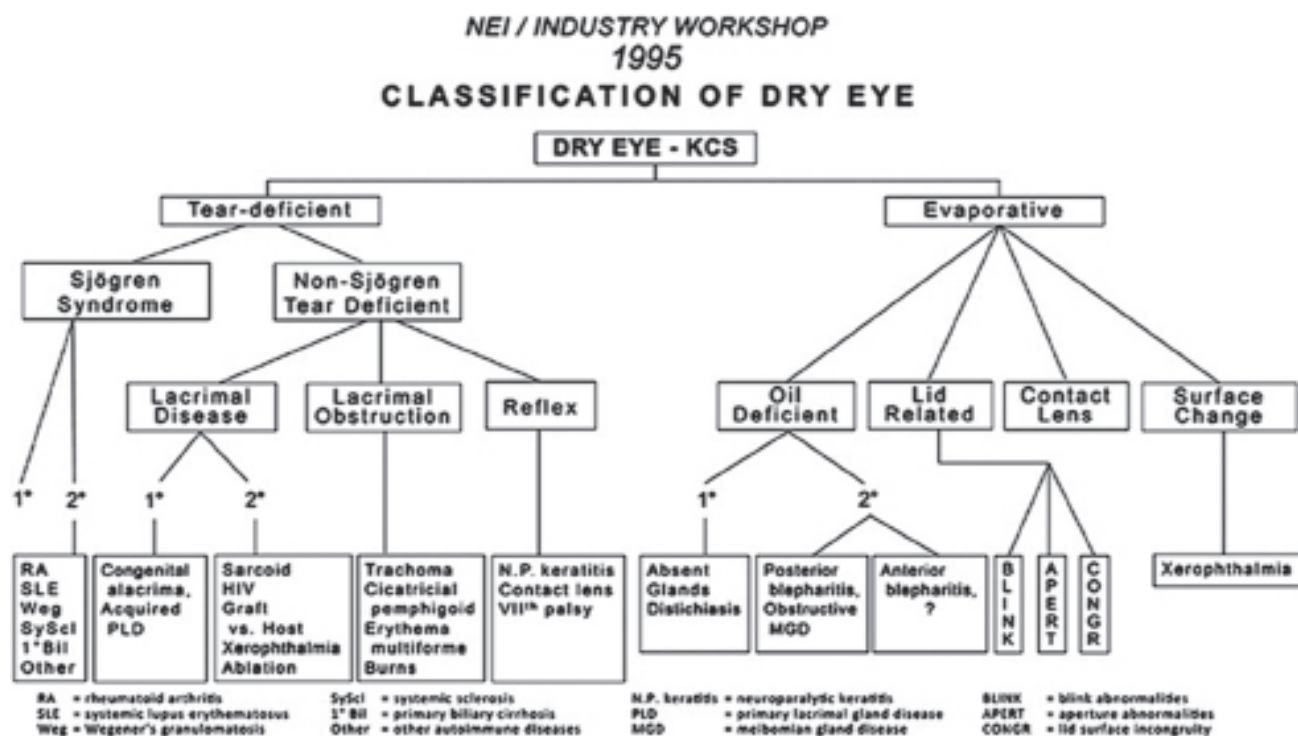 NEI / INDUSTRY WORKSHOP
1995
CLASSIFICATION OF DRY EYE
DRY EYE - KCS
Tear-deficient
Evaporative
Sjögren
Syndrome
Non-Sjögren
Tear Deficient
Lacrimal
Disease
Lacrimal
Obstruction
Reflex
Oil
Deficient
Lid
Related
Contact
Lens
Surface
Change
1°
2°
1°
2°
1°
2°
RA
SLE
Weg
SyScl
1°Bil
Other
Congenital
alacrima,
Acquired
PLD
Sarcoid
HIV
Graft
vs. Host
Xerophthalmia
Ablation
Trachoma
Cicatricial
pemphigoid
Erythema
multiforme
Burns
N.P. keratitis
Contact lens
VIIth palsy
Absent
Glands
Distichiasis
Posterior
blepharitis,
Obstructive
MGD
Anterior
blepharitis,
?
BLINK
APERT
CONGR
Xerophthalmia
RA = rheumatoid arthritis
SLE = systemic lupus erythematosus
Weg = Wegener's granulomatosis
SyScl = systemic sclerosis
1° Bil = primary biliary cirrhosis
Other = other autoimmune diseases
N.P. keratitis = neuroparalytic keratitis
PLD = primary lacrimal gland disease
MGD = meibomian gland disease
BLINK = blink abnormalities
APERT = aperture abnormalities
CONGR = lid surface incongruity